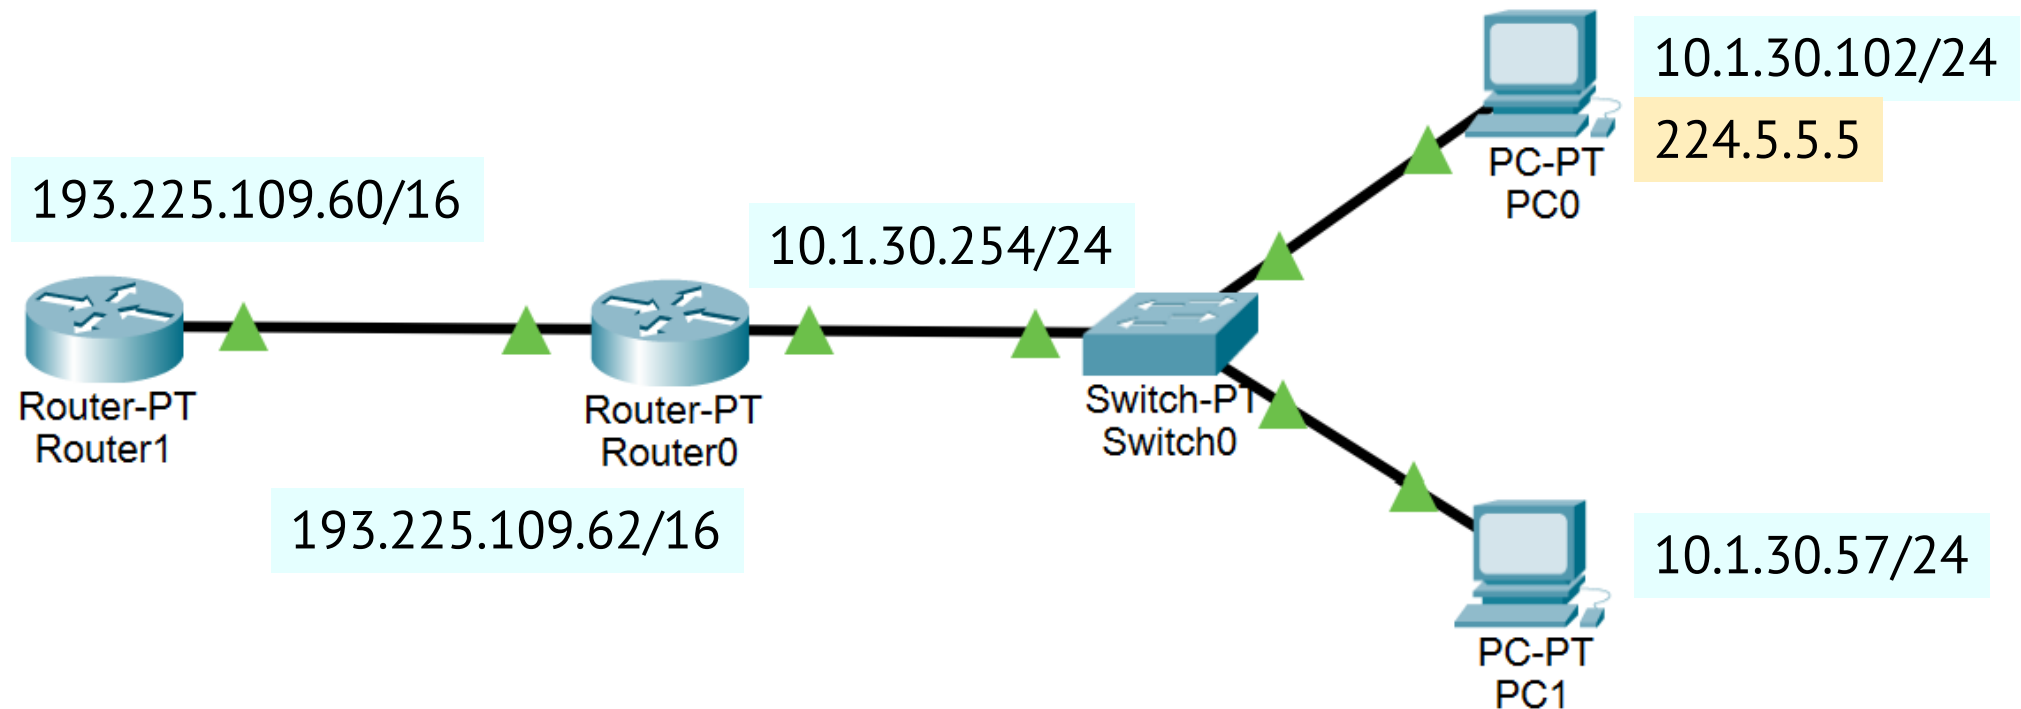 10.1.30.102/24
224.5.5.5
PC-PT
PC0
193.225.109.60/16
10.1.30.254/24
Router-PT
Router1
Router-PT
Router0
Switch-PT
Switch0
193.225.109.62/16
10.1.30.57/24
PC-PT
PC1